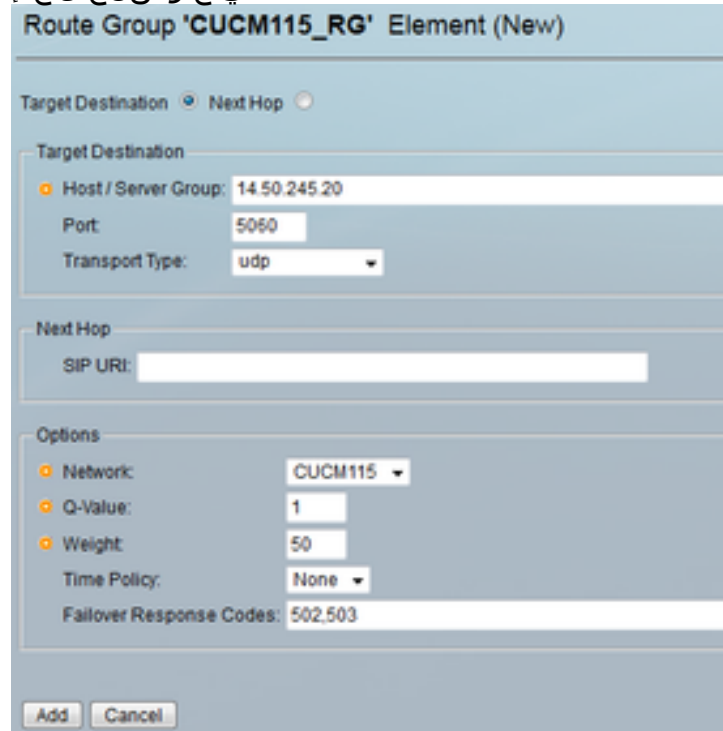 Route Group 'CUCM115_RG' Element (New)
Target Destination Next Hop
Target Destination
Host / Server Group: 14.50.245.20
Port: 5060
Transport Type: udp
Next Hop
SIP URI:
Options
Network: CUCM115
Q-Value: 1
Weight: 50
Time Policy: None
Failover Response Codes: 502,503
Add Cancel